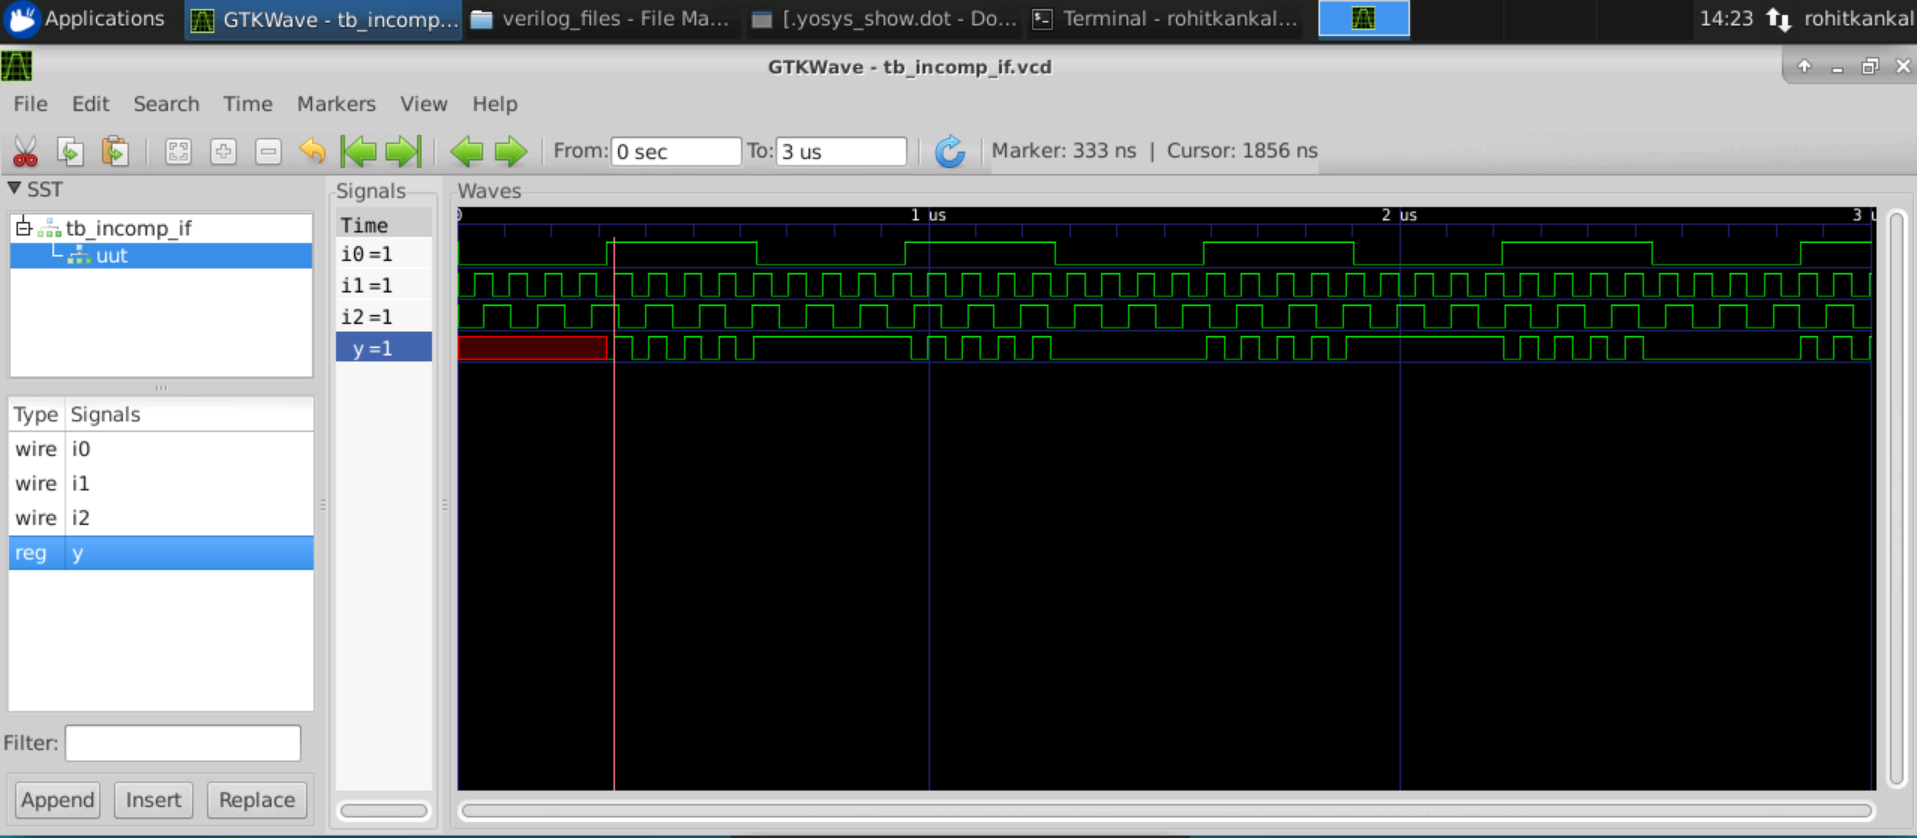 Applications
GTKWave - tb_incomp...
verilog_files - File Ma...
[.yosys_show.dot - Do...
Terminal - rohitkankal...
14:23
rohitkankal
GTKWave - tb_incomp_if.vcd
File Edit Search Time Markers View Help
From: 0 sec To: 3 us
Marker: 333 ns | Cursor: 1856 ns
SST
tb_incomp_if
uut
Type Signals
wire i0
wire i1
wire i2
reg y
Filter:
Append Insert Replace
Signals
Time
i0=1
i1=1
i2=1
y=1
Waves
0 1 us 2 us 3 u